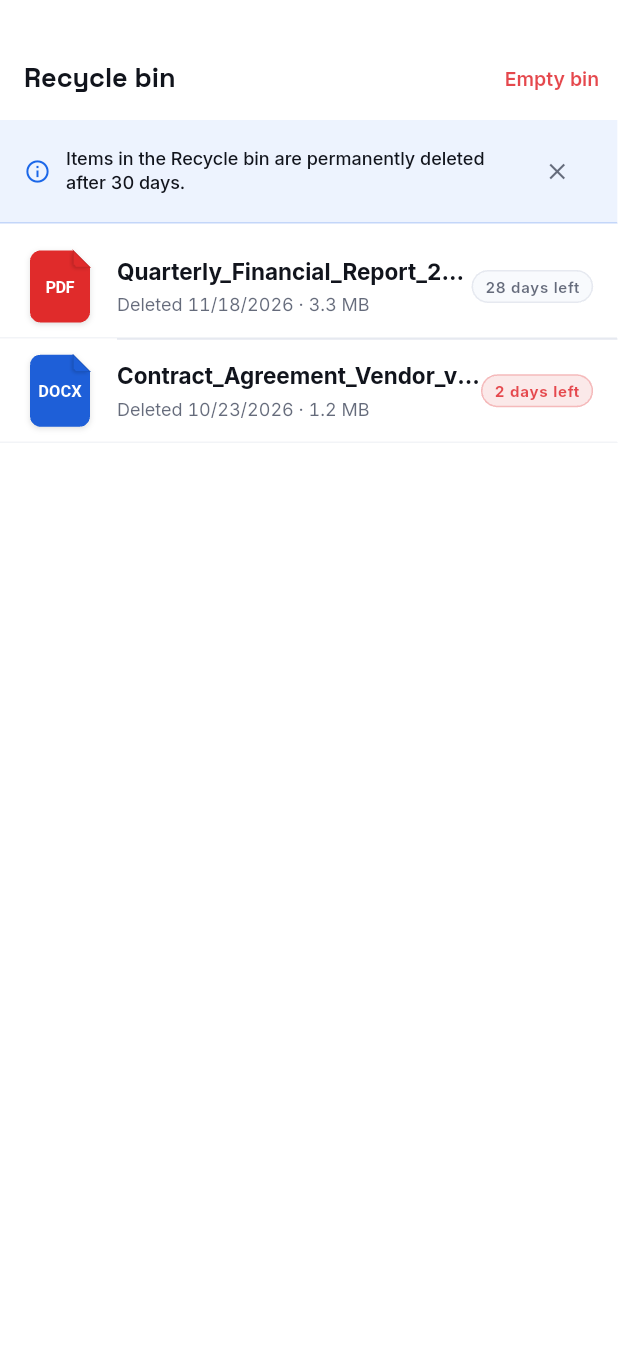 Recycle bin
Empty bin
Items in the Recycle bin are permanently deleted
after 30 days.
PDF
Quarterly_Financial_Report_2...
Deleted 11/18/2026 · 3.3 MB
28 days left
DOCX
Contract_Agreement_Vendor_v...
Deleted 10/23/2026 · 1.2 MB
2 days left